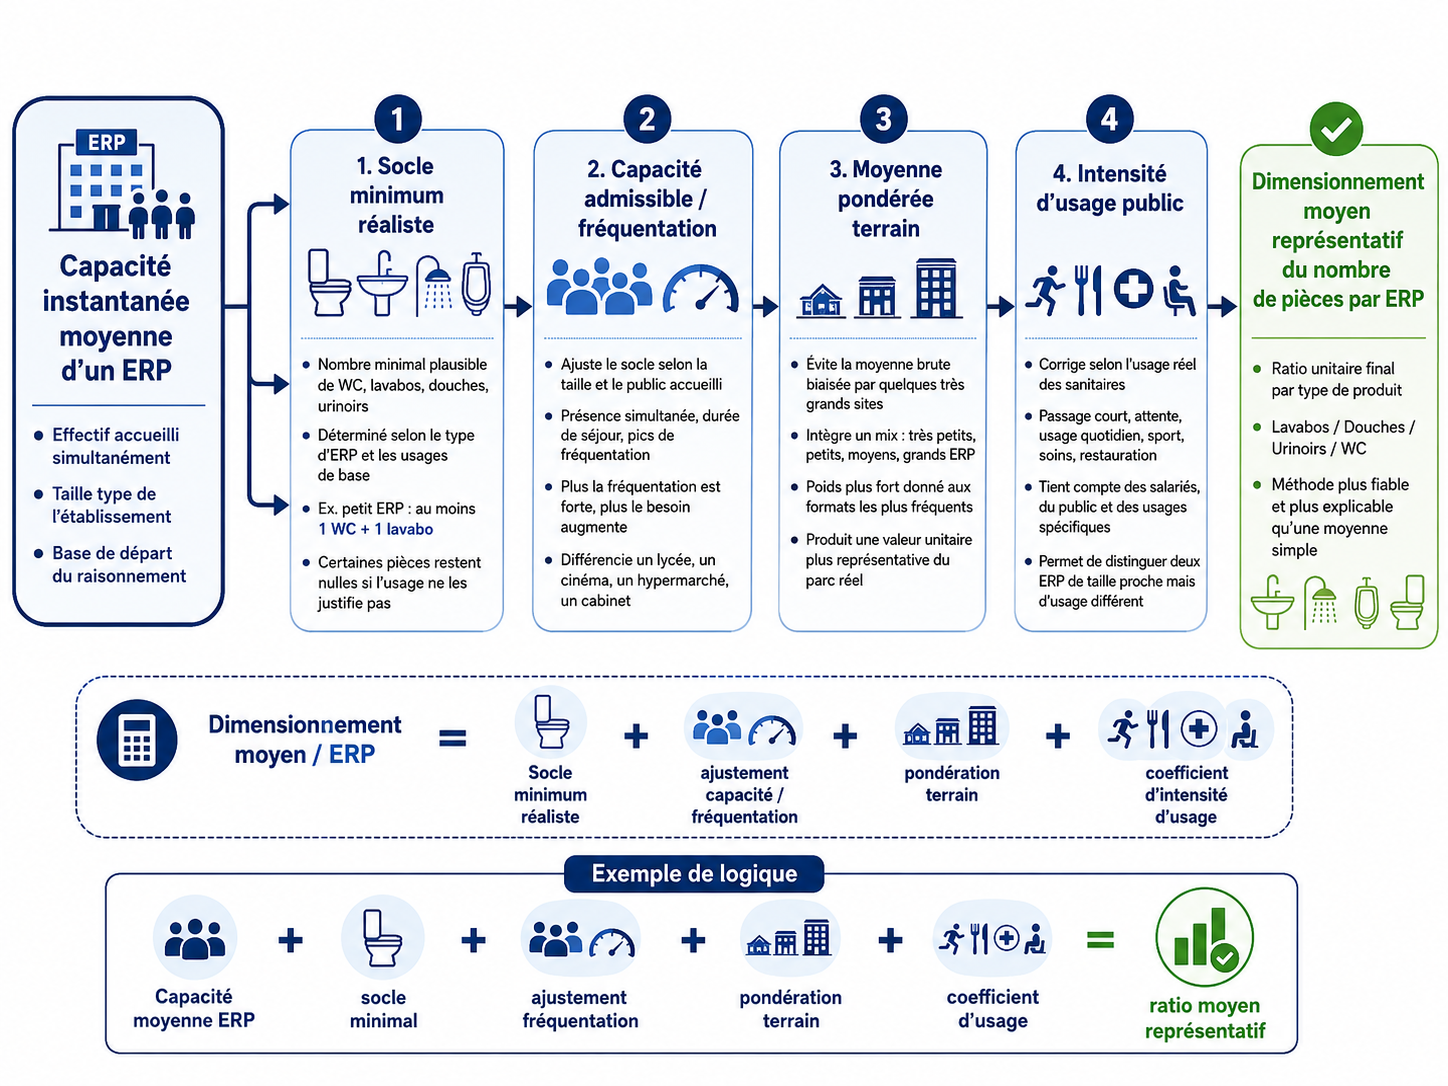 ERP
Capacité
instantanée
moyenne
d'un ERP
• Effectif accueilli
simultanément
• Taille type de
l'établissement
• Base de départ
du raisonnement
1
1. Socle
minimum
réaliste
• Nombre minimal plausible
de WC, lavabos, douches,
urinoirs
• Déterminé selon le type
d'ERP et les usages
de base
• Ex. petit ERP : au moins
1 WC + 1 lavabo
• Certaines pièces restent
nulles si l'usage ne les
justifie pas
2
2. Capacité
admissible /
fréquentation
• Ajuste le socle selon la
taille et le public accueilli
• Présence simultanée, durée
de séjour, pics de
fréquentation
• Plus la fréquentation est
forte, plus le besoin
augmente
• Différencie un lycée, un
cinéma, un hypermarché,
un cabinet
3
3. Moyenne
pondérée
terrain
• Évite la moyenne brute
biaisée par quelques très
grands sites
• Intègre un mix : très petits,
petits, moyens, grands ERP
• Poids plus fort donné aux
formats les plus fréquents
• Produit une valeur unitaire
plus représentative du
parc réel
4
4. Intensité
d'usage public
• Corrige selon l'usage réel
des sanitaires
• Passage court, attente,
usage quotidien, sport,
soins, restauration
• Tient compte des salariés,
du public et des usages
spécifiques
• Permet de distinguer deux
ERP de taille proche mais
d'usage différent
Dimensionnement
moyen
représentatif
du nombre
de pièces par ERP
• Ratio unitaire final
par type de produit
• Lavabos / Douches /
Urinoirs / WC
• Méthode plus fiable
et plus explicable
qu'une moyenne
simple
Dimensionnement
moyen / ERP
=
Socle
minimum
réaliste
+
ajustement
capacité /
fréquentation
+
pondération
terrain
+
coefficient
d'intensité
d'usage
Exemple de logique
Capacité
moyenne ERP
+
socle
minimal
+
ajustement
fréquentation
+
pondération
terrain
+
coefficient
d'usage
=
ratio moyen
représentatif